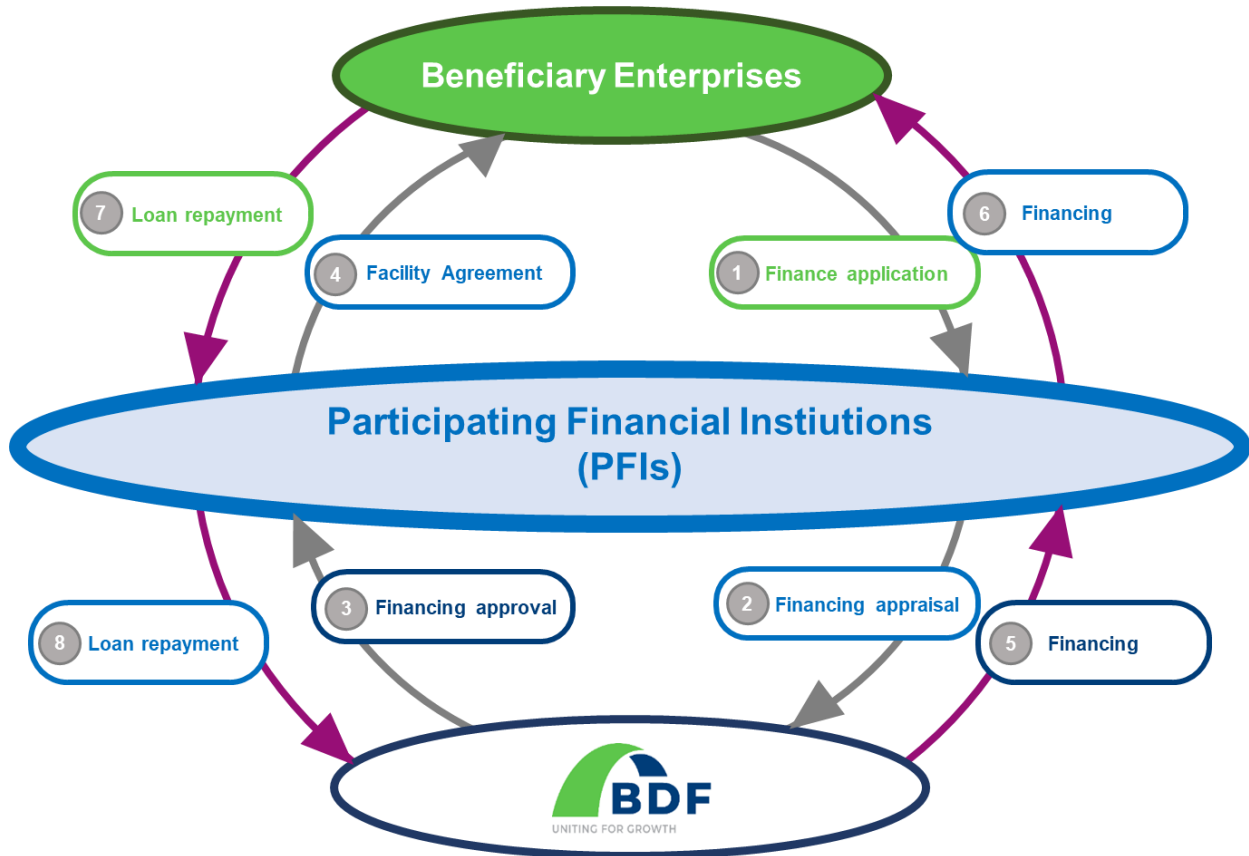 Beneficiary Enterprises
7 Loan repayment
6 Financing
4 Facility Agreement
1 Finance application
Participating Financial Instiutions
(PFIs)
3 Financing approval
2 Financing appraisal
8 Loan repayment
5 Financing
BDF
UNITING FOR GROWTH